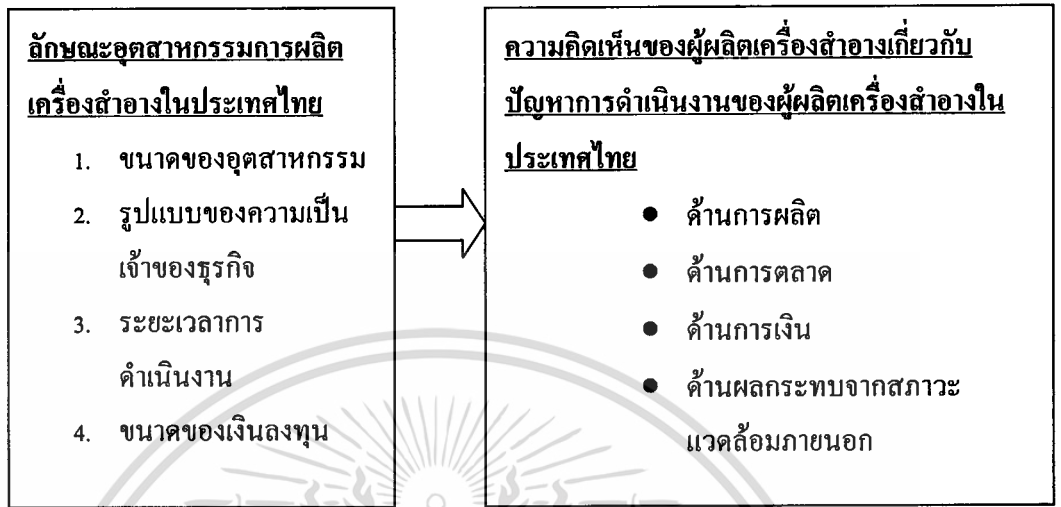 ลักษณะอุตสาหกรรมการผลิต
เครื่องสำอางในประเทศไทย
1. ขนาดของอุตสาหกรรม
2. รูปแบบของความเป็น
เจ้าของธุรกิจ
3. ระยะเวลาการ
ดำเนินงาน
4. ขนาดของเงินลงทุน
ความคิดเห็นของผู้ผลิตเครื่องสำอางเกี่ยวกับ
ปัญหาการดำเนินงานของผู้ผลิตเครื่องสำอางใน
ประเทศไทย
● ด้านการผลิต
● ด้านการตลาด
● ด้านการเงิน
● ด้านผลกระทบจากสภาวะ
แวดล้อมภายนอก